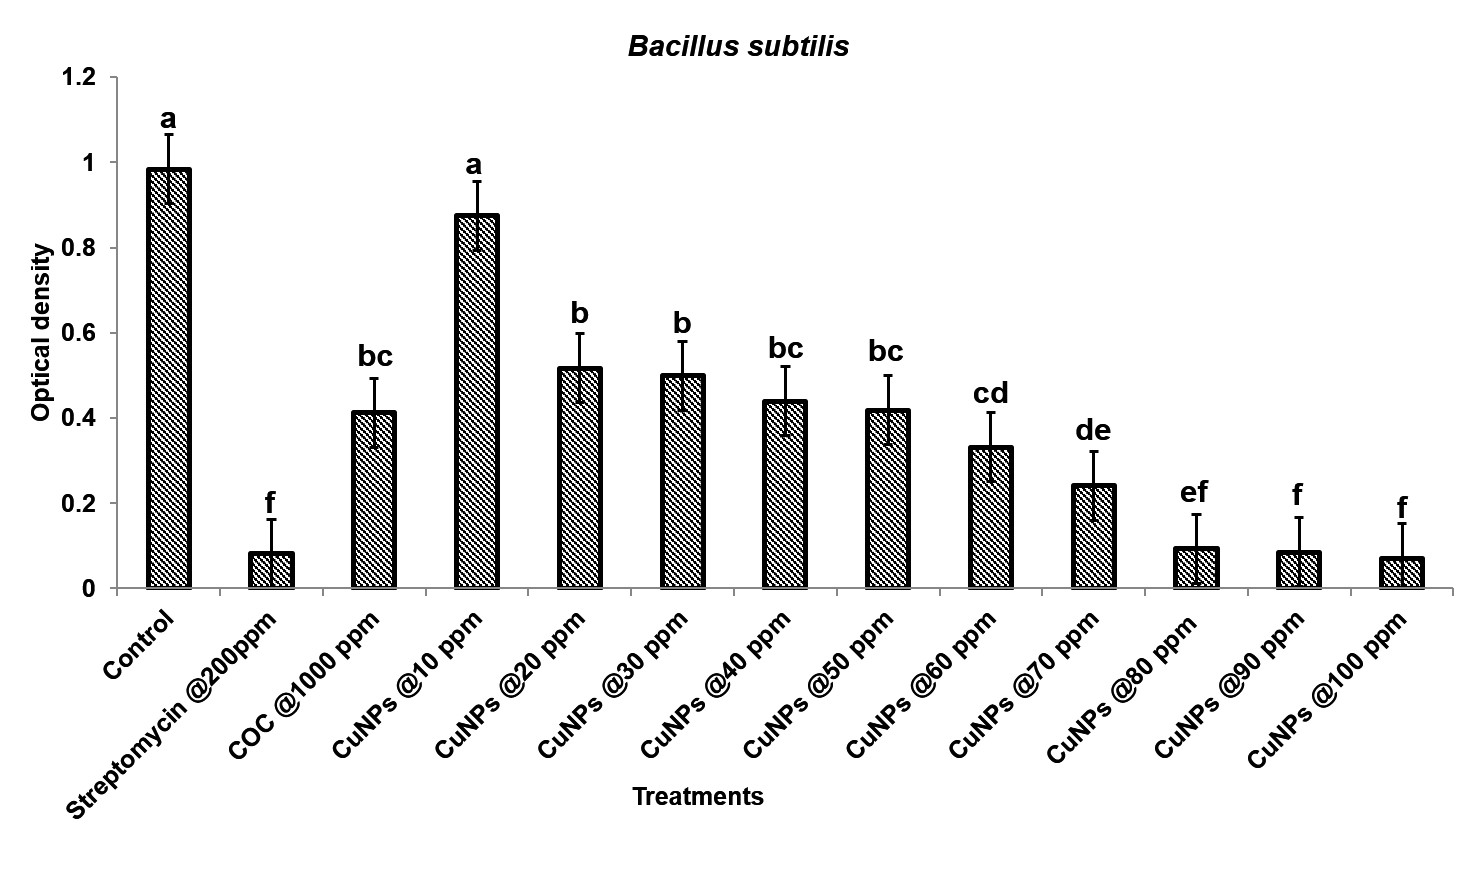 Bacillus subtilis
1.2
1
0.8
0.6
0.4
0.2
0
Optical density
a
f
bc
a
b
b
bc
bc
cd
de
ef
f
f
Control
Streptomycin @200ppm
COC @1000 ppm
CuNPs @10 ppm
CuNPs @20 ppm
CuNPs @30 ppm
CuNPs @40 ppm
CuNPs @50 ppm
CuNPs @60 ppm
CuNPs @70 ppm
CuNPs @80 ppm
CuNPs @90 ppm
CuNPs @100 ppm
Treatments